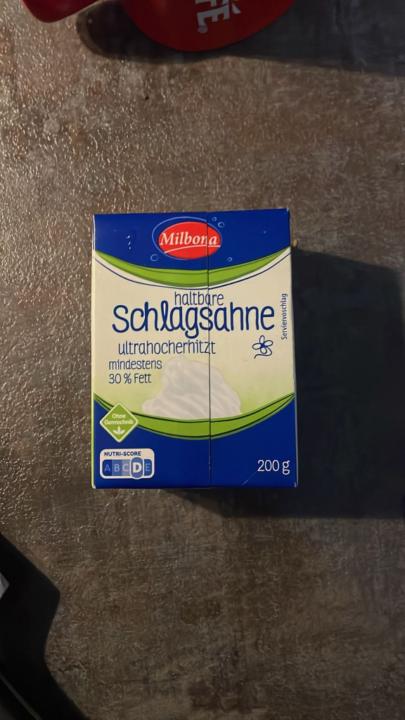 Milbona
haltbare
Schlagsahne
ultrahocherhitzt
mindestens
30 % Fett
Serviervorschlag
Ohne
Gentechnik
NUTRI-SCORE
A B C D E
200 g